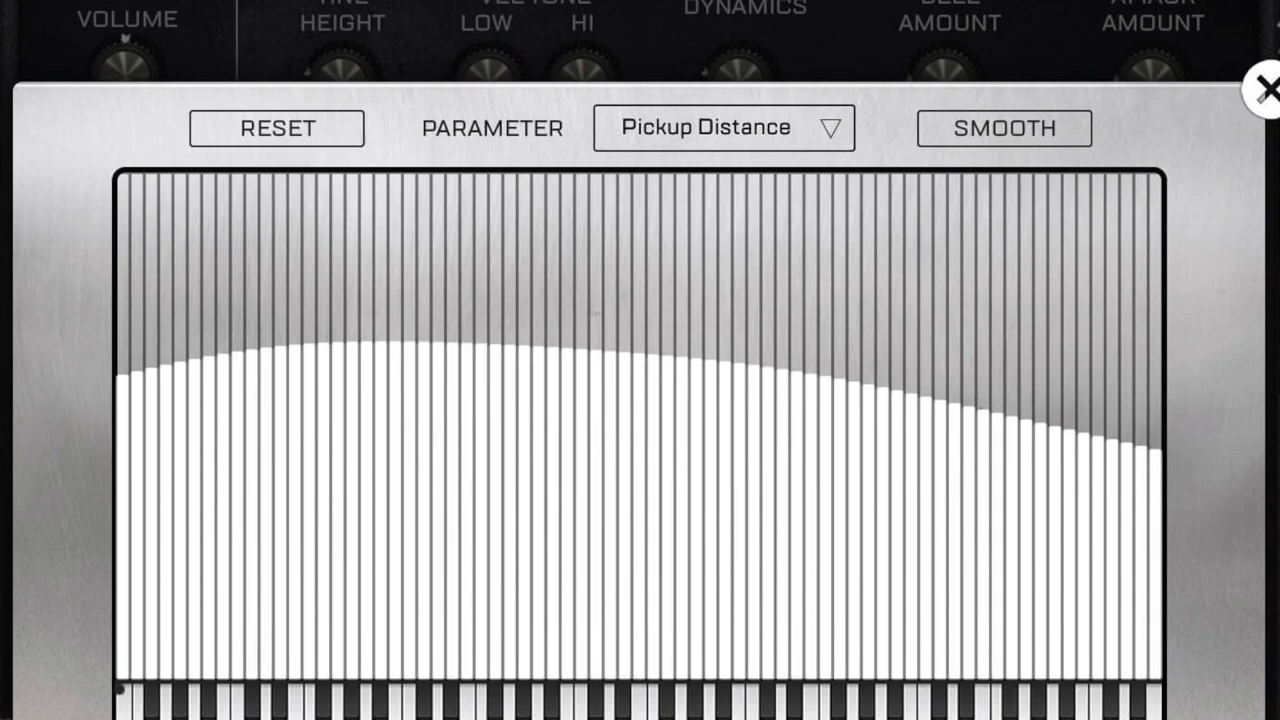 VOLUME
HEIGHT
LOW HI
DYNAMICS
AMOUNT
AMOUNT
RESET
PARAMETER
Pickup Distance
SMOOTH